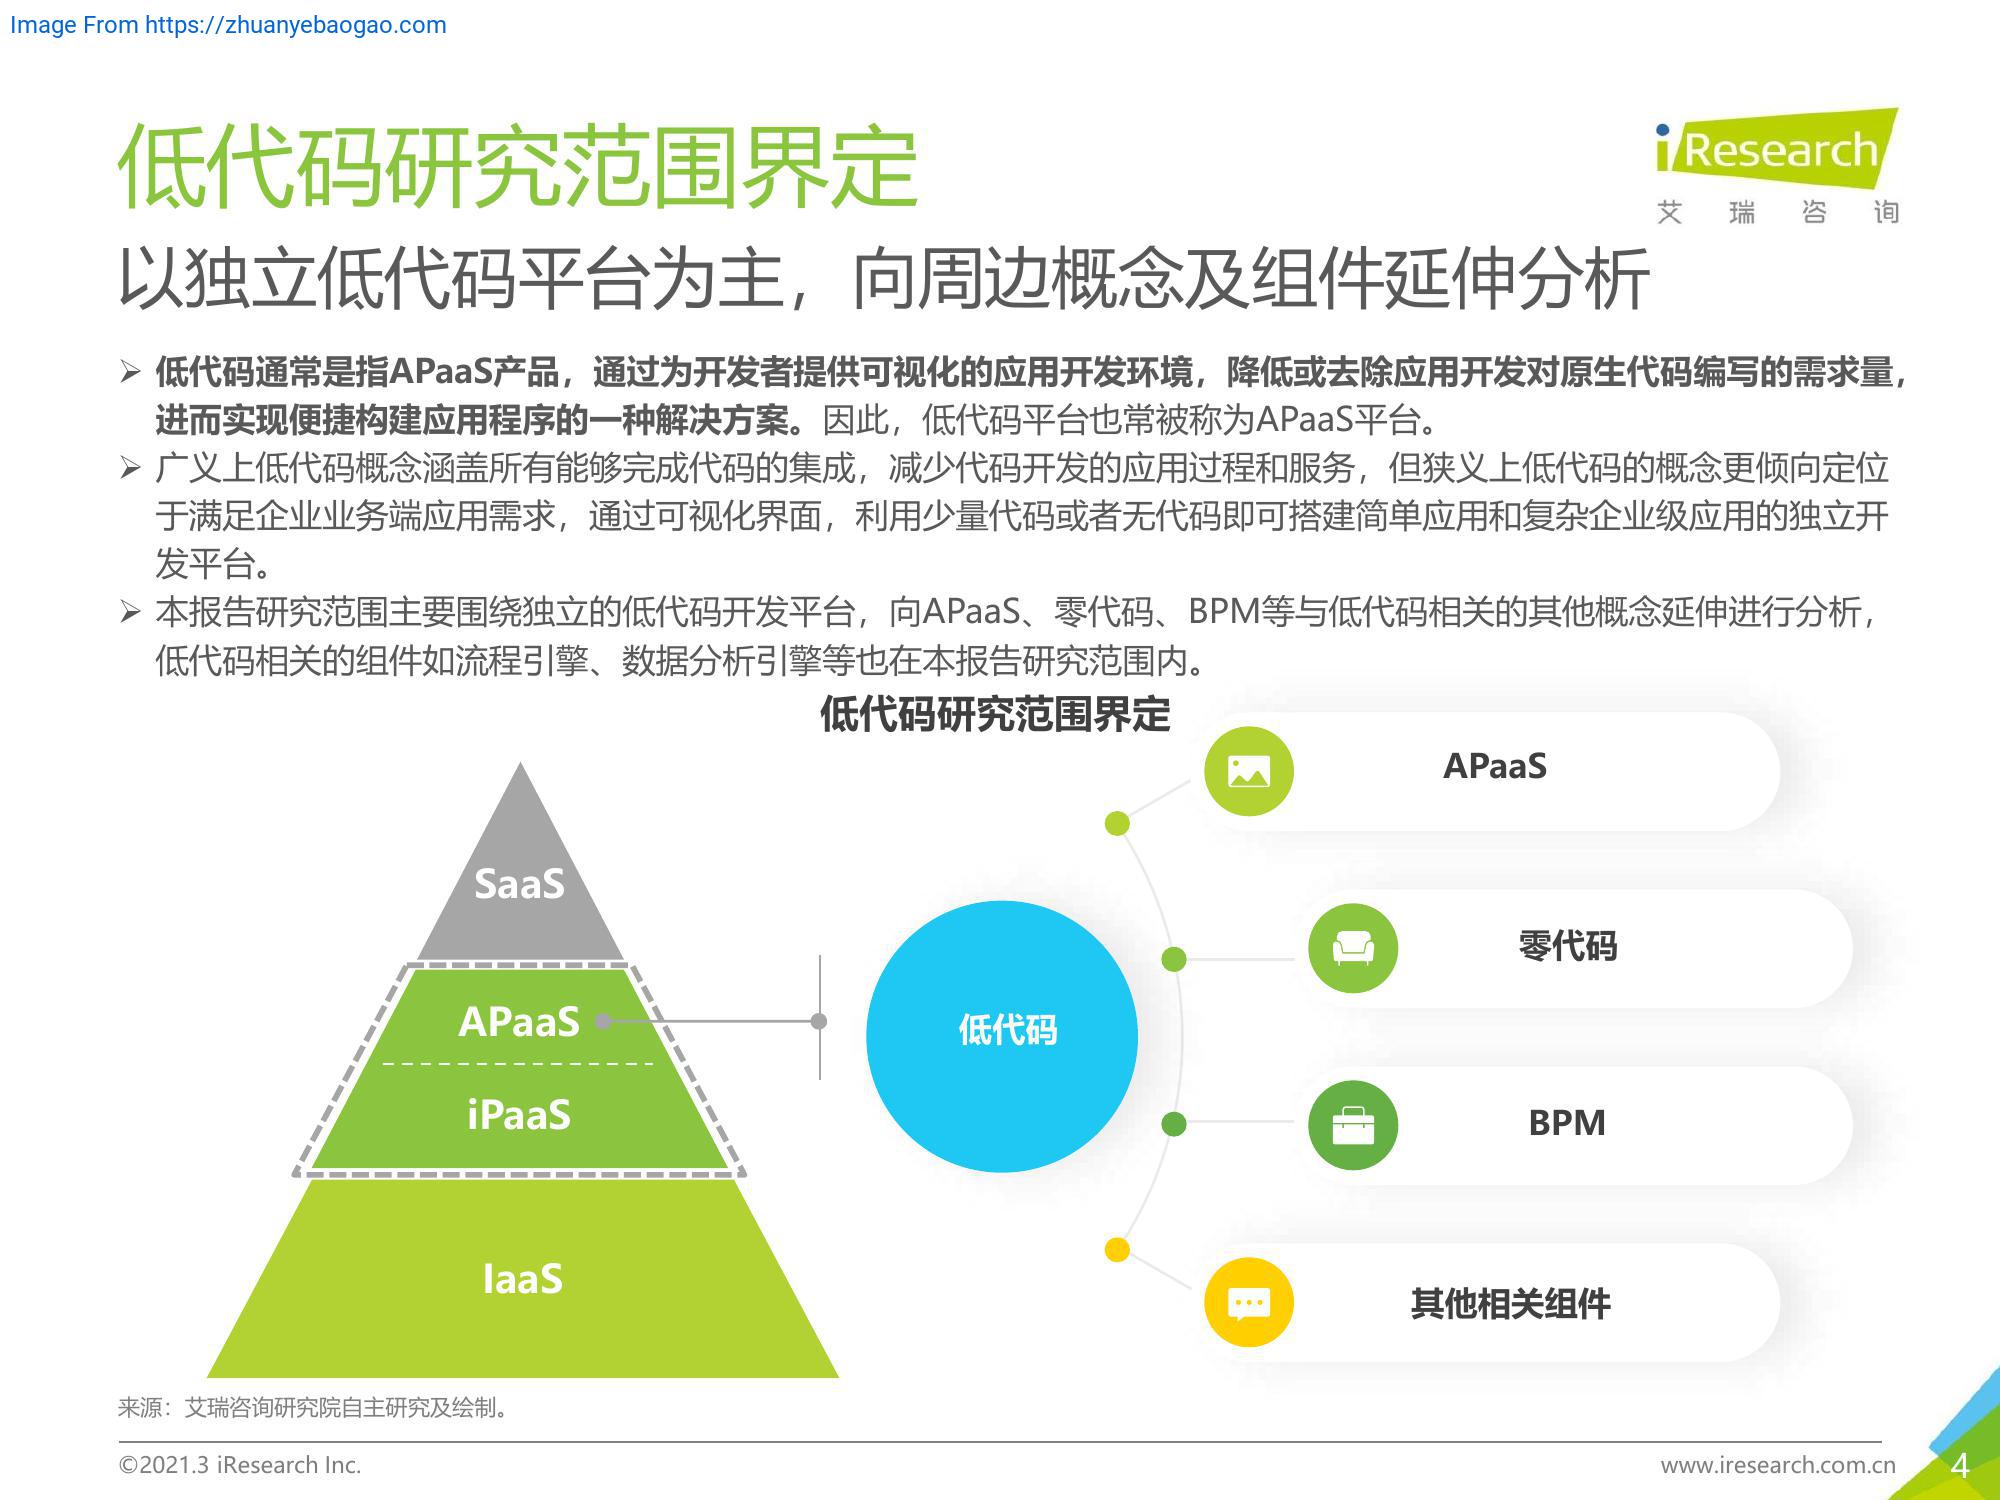 Image From https://zhuanyebaogao.com
低代码研究范围界定
iResearch
艾瑞咨询
以独立低代码平台为主，向周边概念及组件延伸分析
➢ 低代码通常是指APaaS产品，通过为开发者提供可视化的应用开发环境，降低或去除应用开发对原生代码编写的需求量，
进而实现便捷构建应用程序的一种解决方案。因此，低代码平台也常被称为APaaS平台。
➢ 广义上低代码概念涵盖所有能够完成代码的集成，减少代码开发的应用过程和服务，但狭义上低代码的概念更倾向定位
于满足企业业务端应用需求，通过可视化界面，利用少量代码或者无代码即可搭建简单应用和复杂企业级应用的独立开
发平台。
➢ 本报告研究范围主要围绕独立的低代码开发平台，向APaaS、零代码、BPM等与低代码相关的其他概念延伸进行分析，
低代码相关的组件如流程引擎、数据分析引擎等也在本报告研究范围内。
低代码研究范围界定
SaaS
APaaS
iPaaS
IaaS
低代码
APaaS
零代码
BPM
其他相关组件
来源：艾瑞咨询研究院自主研究及绘制。
©2021.3 iResearch Inc.
www.iresearch.com.cn
4